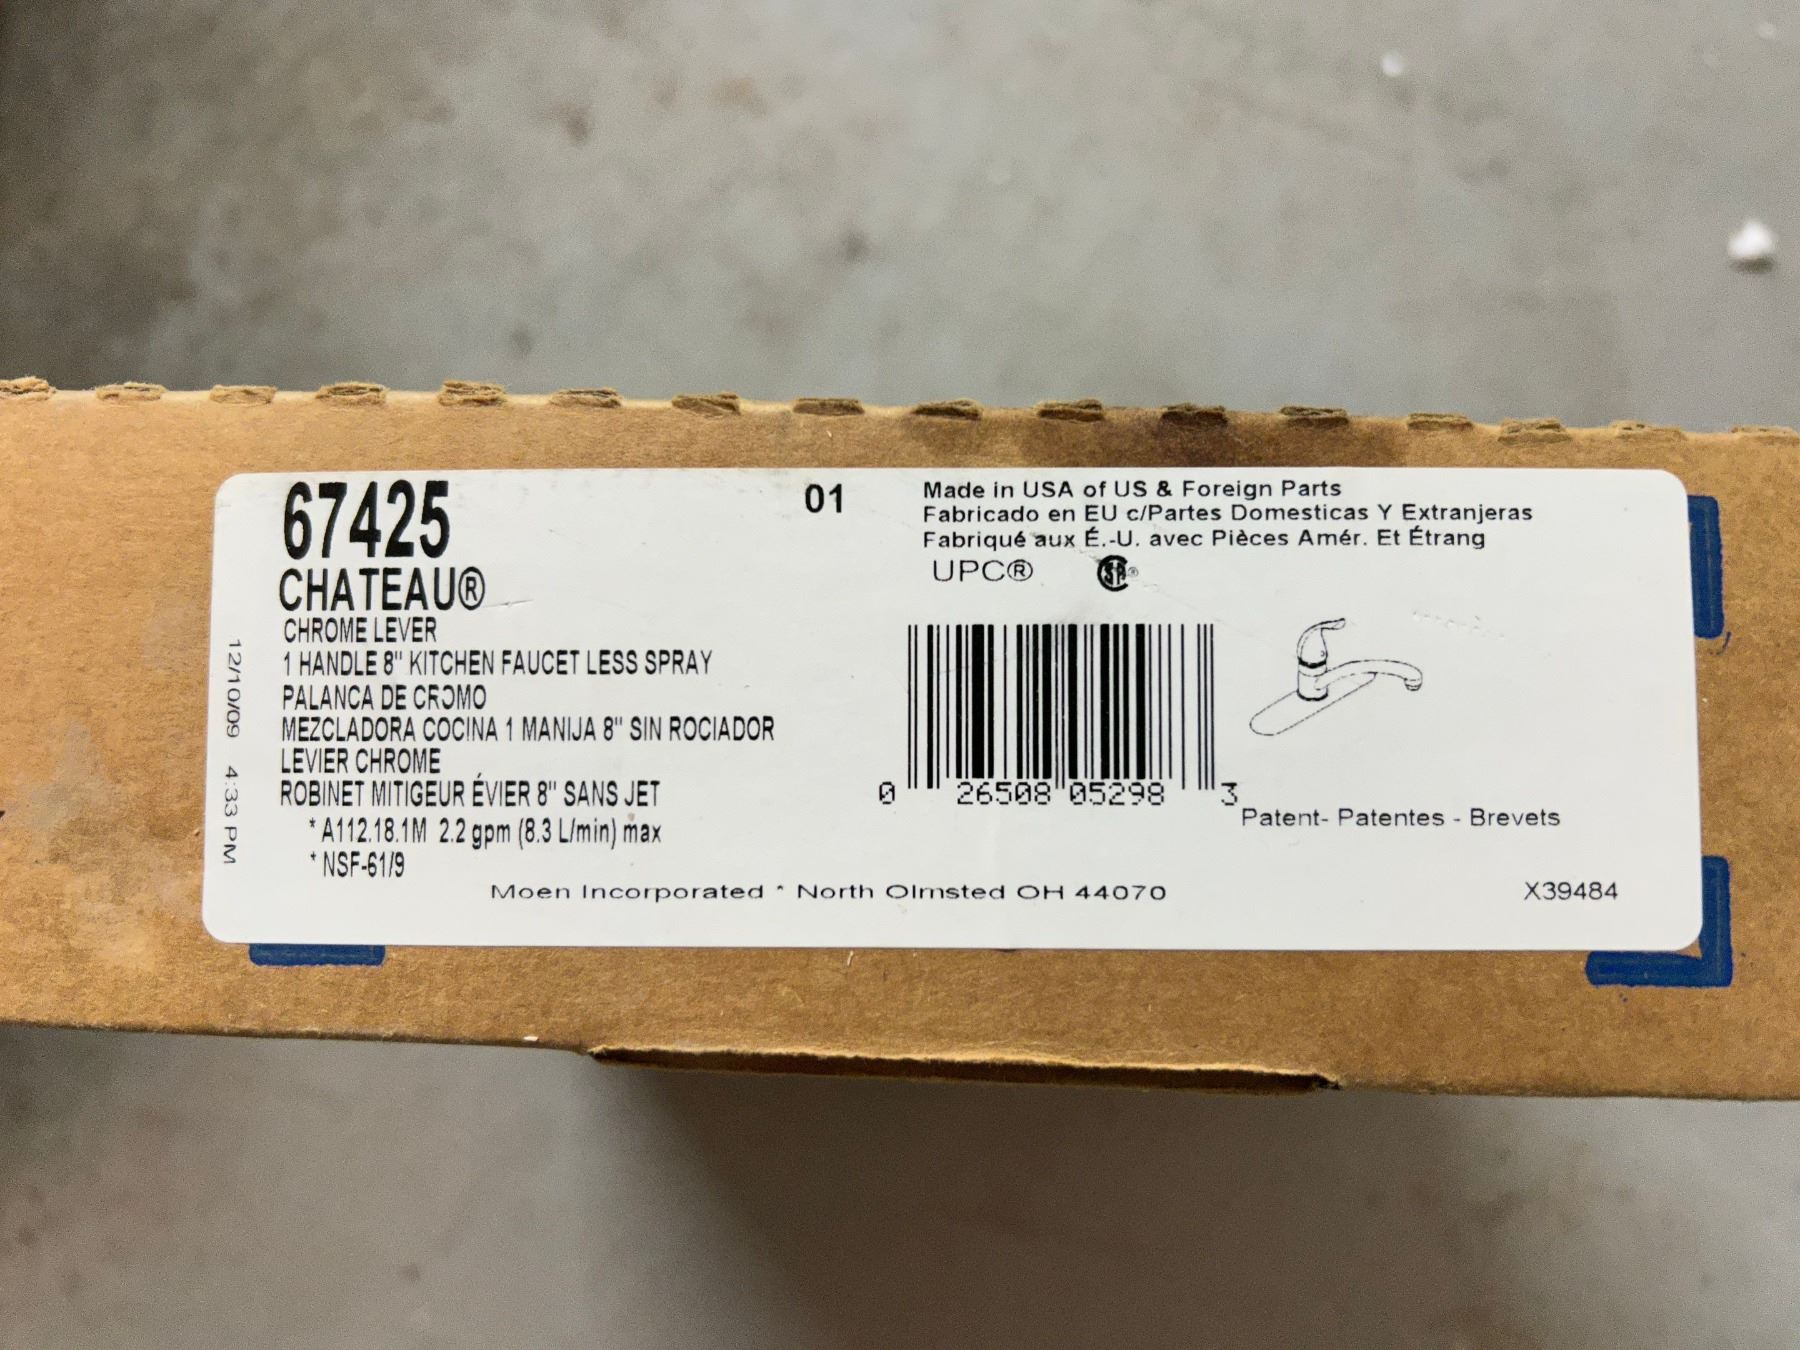 67425
CHATEAU®
CHROME LEVER
1 HANDLE 8" KITCHEN FAUCET LESS SPRAY
PALANCA DE CROMO
MEZCLADORA COCINA 1 MANIJA 8" SIN ROCIADOR
LEVIER CHROME
ROBINET MITIGEUR ÉVIER 8" SANS JET
* A112.18.1M 2.2 gpm (8.3 L/min) max
* NSF-61/9
12/10/09 4:33 PM
01
Made in USA of US & Foreign Parts
Fabricado en EU c/Partes Domesticas Y Extranjeras
Fabriqué aux É.-U. avec Pièces Amér. Et Étrang
UPC® SA®
0 26508 05298 3
Patent- Patentes - Brevets
Moen Incorporated * North Olmsted OH 44070
X39484